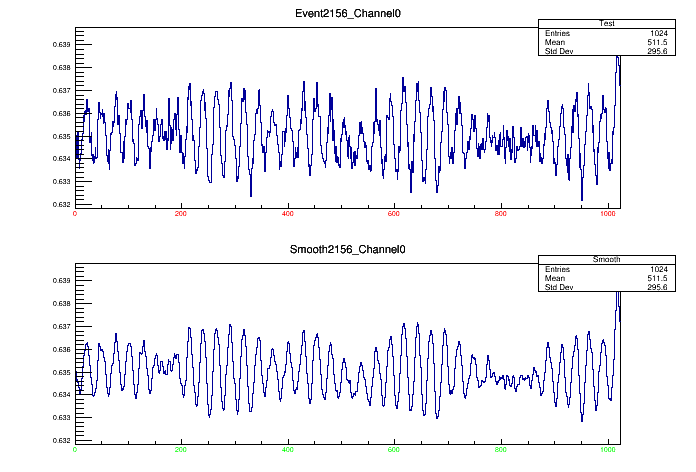 Event2156_Channel0
Test
Entries 1024
Mean 511.5
Std Dev 295.6
0.639
0.638
0.637
0.636
0.635
0.634
0.633
0.632
0 200 400 600 800 1000
Smooth2156_Channel0
Smooth
Entries 1024
Mean 511.5
Std Dev 295.6
0.639
0.638
0.637
0.636
0.635
0.634
0.633
0.632
0 200 400 600 800 1000